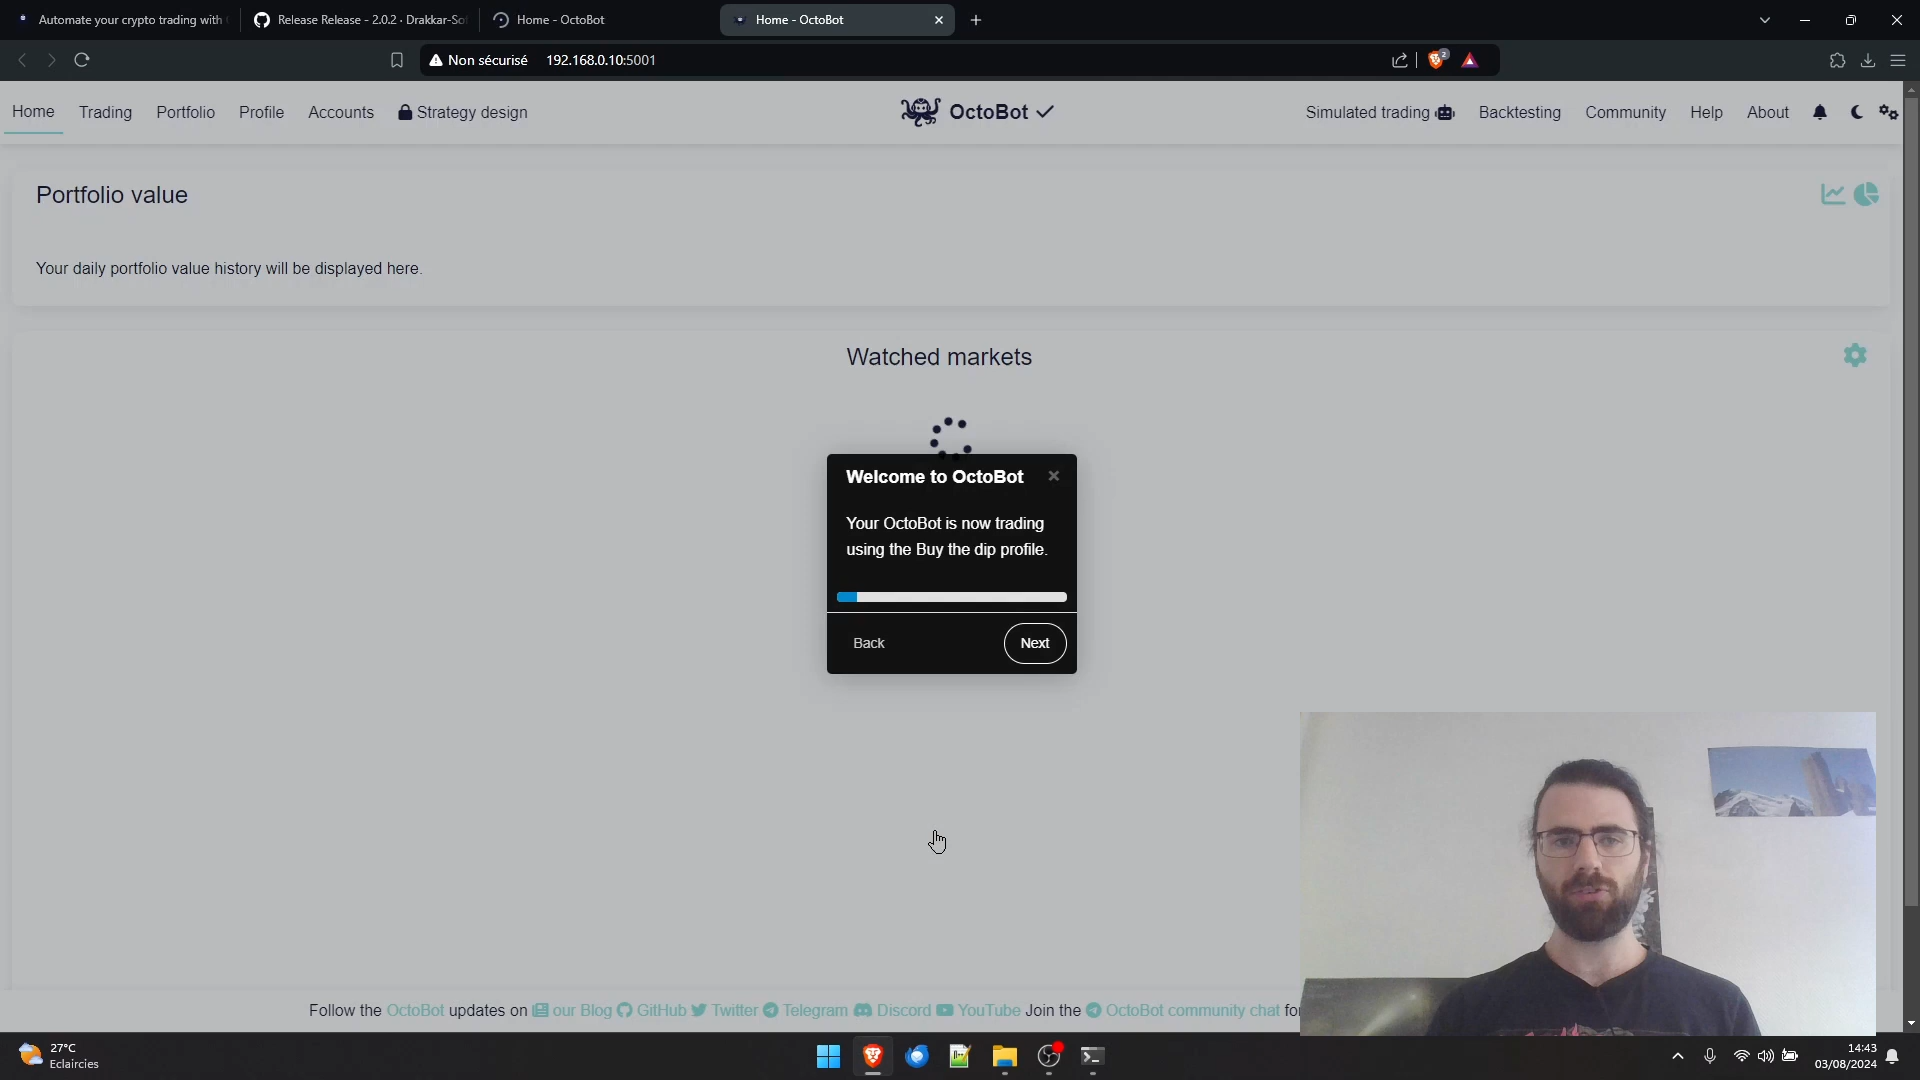 Automate your crypto trading with
Release Release - 2.0.2 · Drakkar-So
Home - OctoBot
Home - OctoBot
Non sécurisé 192.168.0.10:5001
2
Home Trading Portfolio Profile Accounts Strategy design
OctoBot
Simulated trading Backtesting Community Help About
Portfolio value
Your daily portfolio value history will be displayed here.
Watched markets
Welcome to OctoBot ×
Your OctoBot is now trading
using the Buy the dip profile.
Back Next
Follow the OctoBot updates on our Blog GitHub Twitter Telegram Discord YouTube Join the OctoBot community chat for
27°C
Eclaircies
14:43
03/08/2024